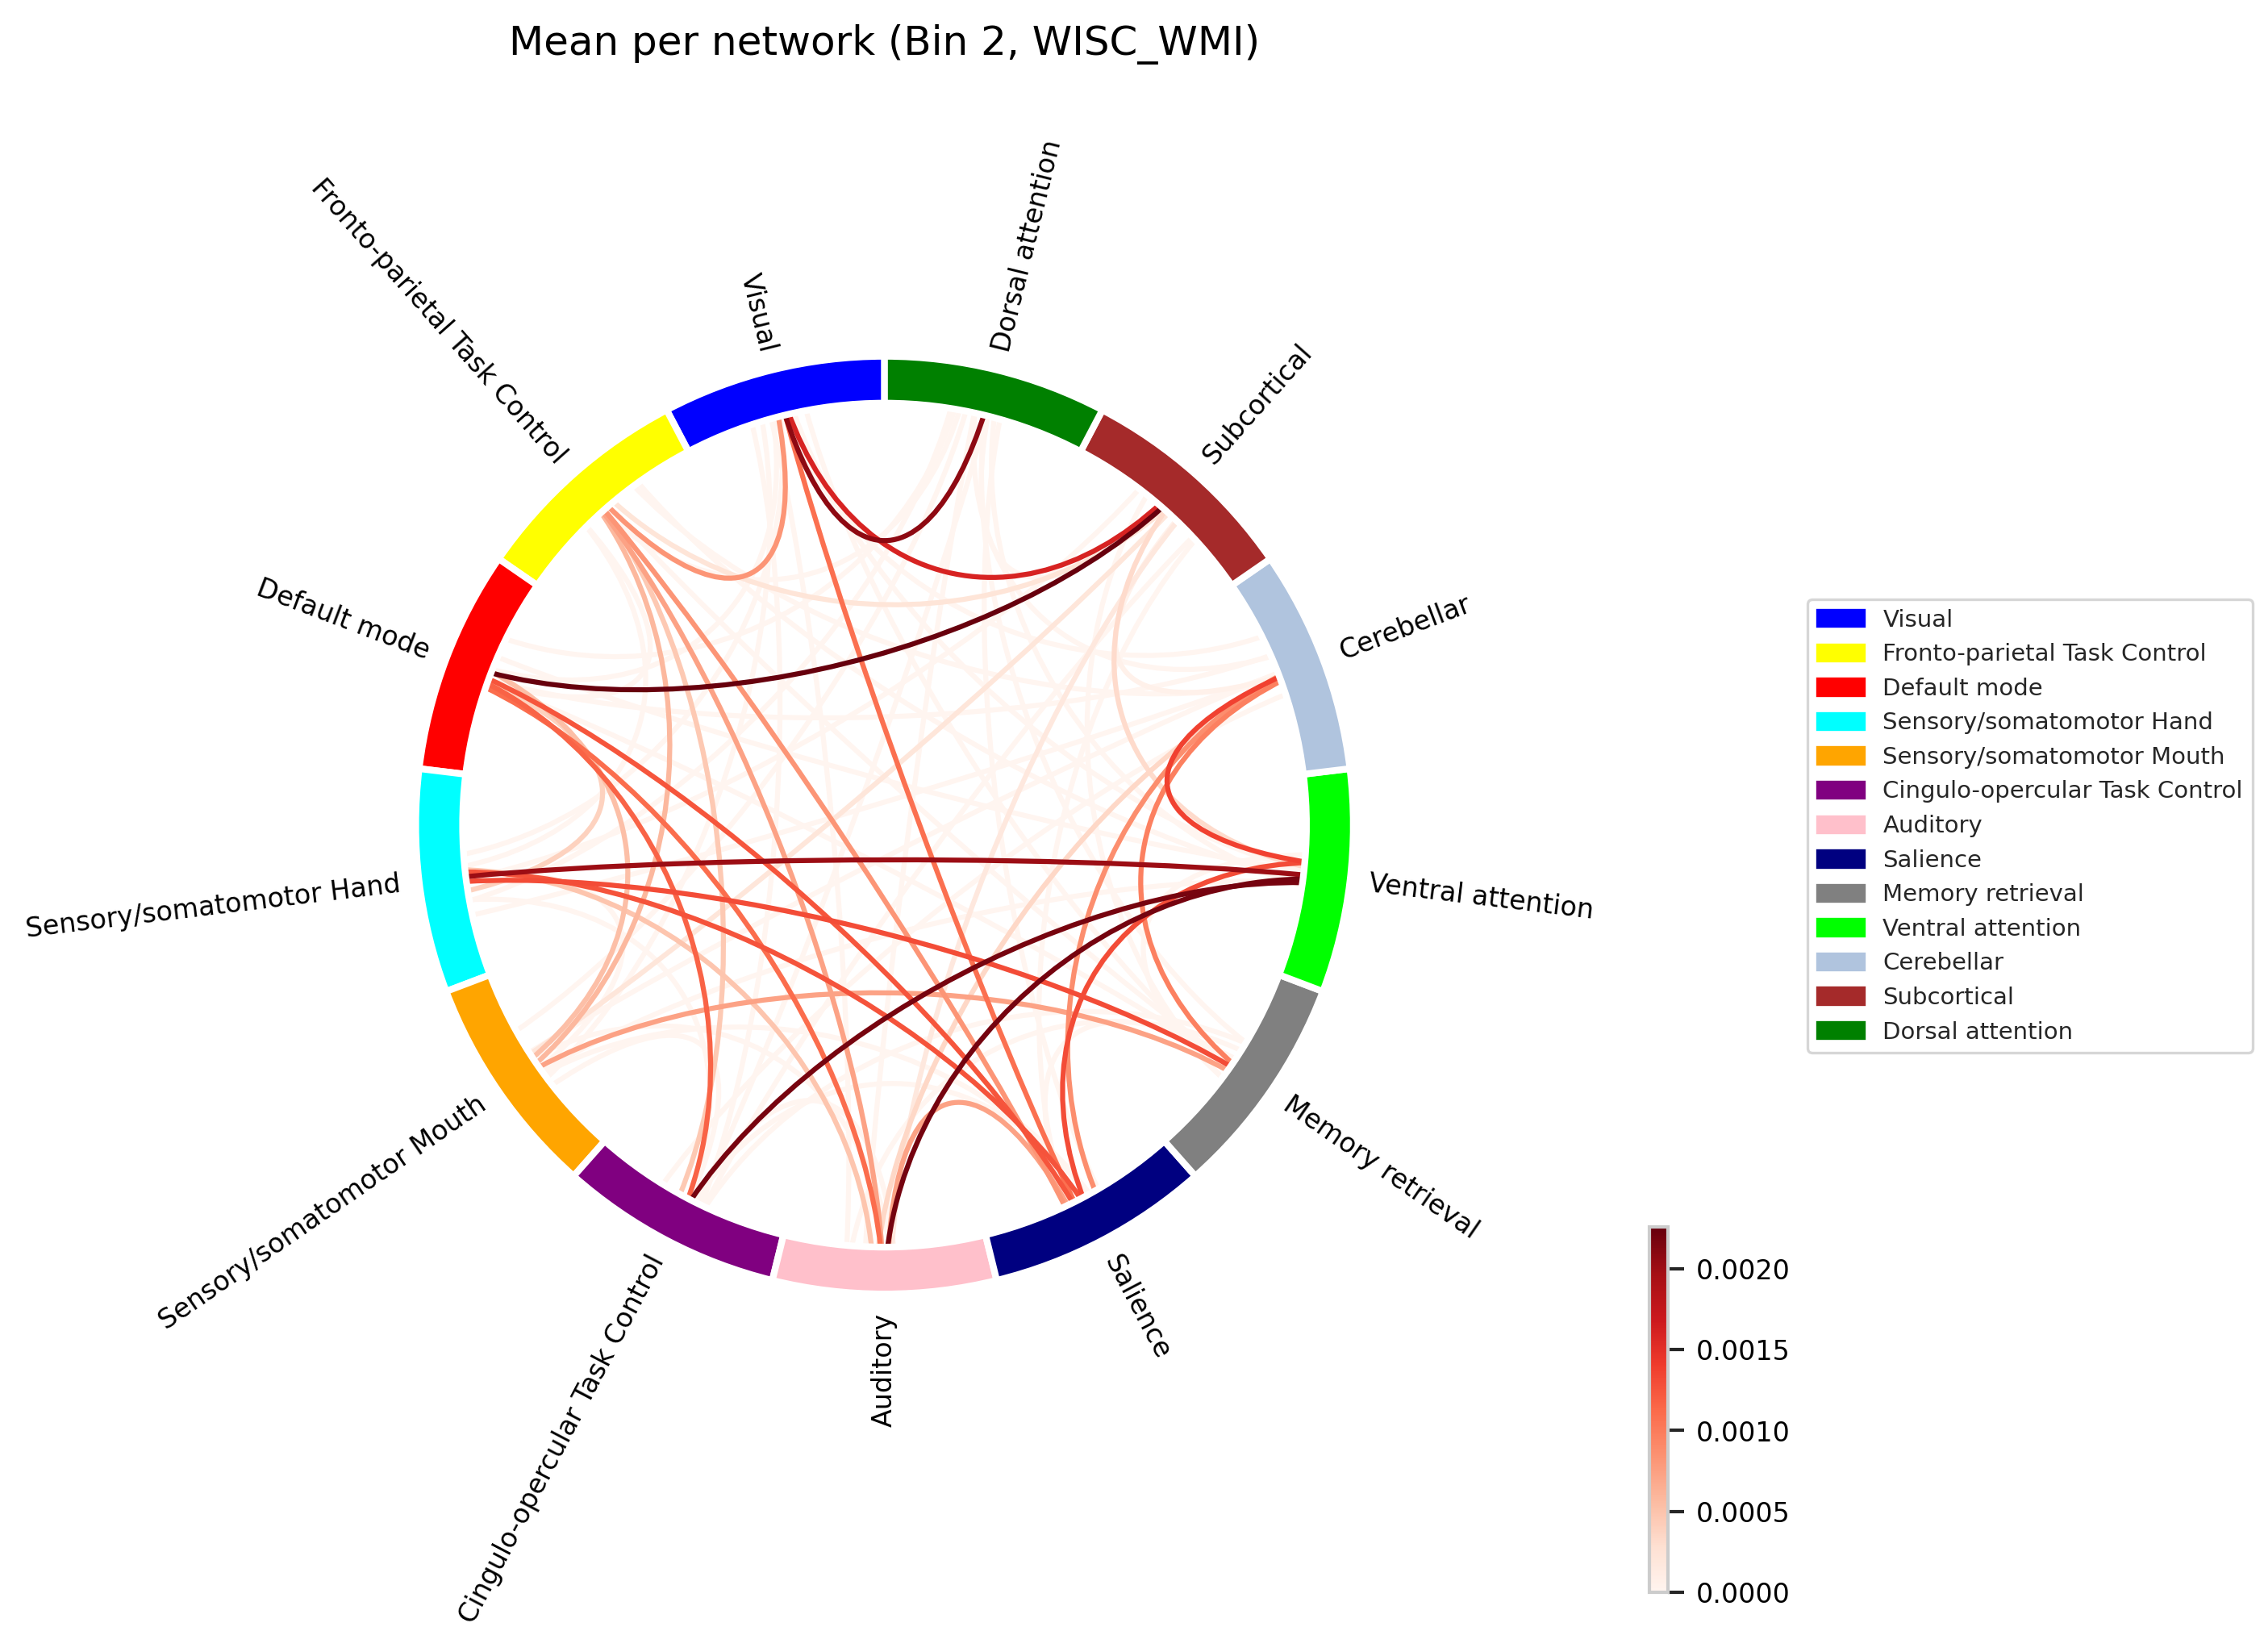 Mean per network (Bin 2, WISC_WMI)
Dorsal attention
Fronto-parietal Task Control
Visual
Subcortical
Default mode
Cerebellar
Sensory/somatomotor Hand
Ventral attention
Sensory/somatomotor Mouth
Memory retrieval
Cingulo-opercular Task Control
Auditory
Salience
Visual
Fronto-parietal Task Control
Default mode
Sensory/somatomotor Hand
Sensory/somatomotor Mouth
Cingulo-opercular Task Control
Auditory
Salience
Memory retrieval
Ventral attention
Cerebellar
Subcortical
Dorsal attention
0.0020
0.0015
0.0010
0.0005
0.0000